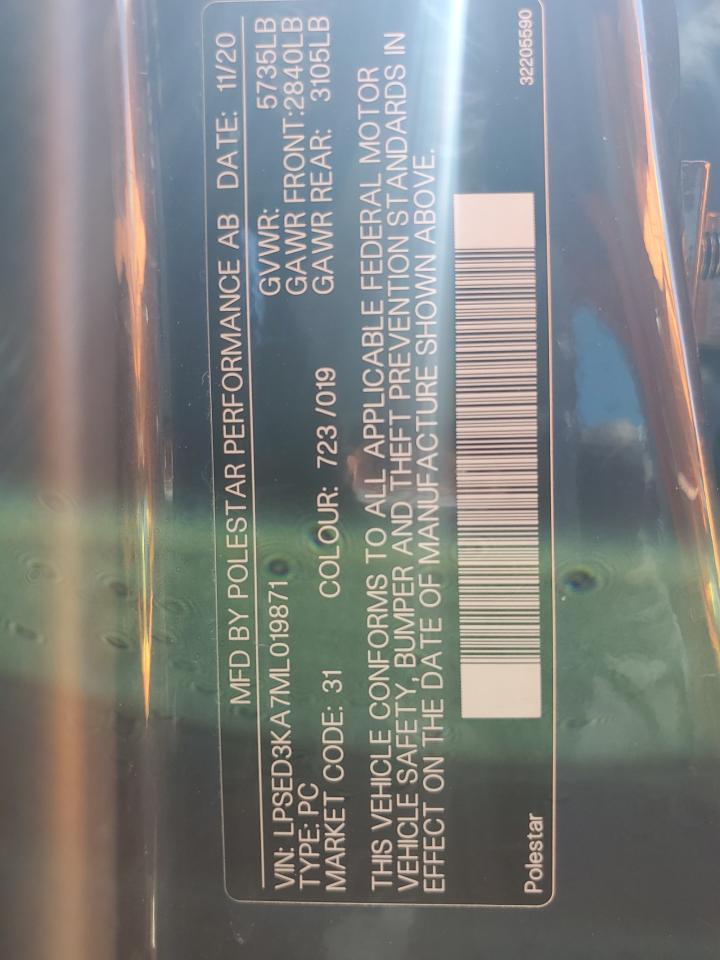 MFD BY POLESTAR PERFORMANCE AB DATE: 11/20
VIN: LPSED3KA7ML019871 GVWR: 5735LB
TYPE: PC GAWR FRONT:2840LB
MARKET CODE: 31 COLOUR: 723 /019 GAWR REAR: 3105LB
THIS VEHICLE CONFORMS TO ALL APPLICABLE FEDERAL MOTOR
VEHICLE SAFETY, BUMPER AND THEFT PREVENTION STANDARDS IN
EFFECT ON THE DATE OF MANUFACTURE SHOWN ABOVE.
Polestar 32205590